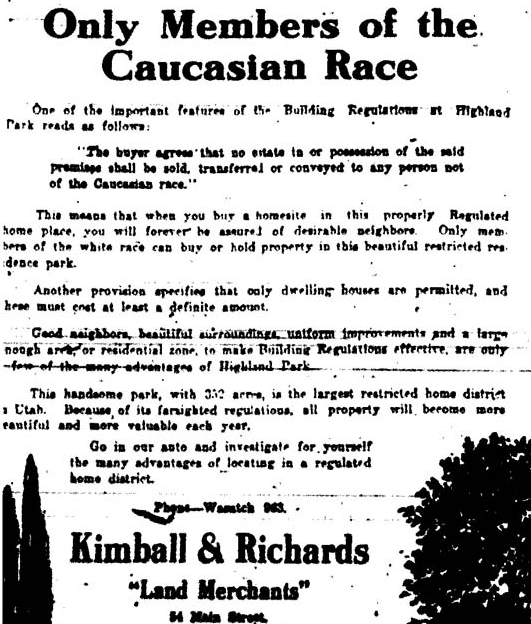 Only Members of the
Caucasian Race
One of the important features of the Building Regulations at Highland
Park reads as follows:
"The buyer agrees that no estate in or possession of the said
premises shall be sold, transferred or conveyed to any person not
of the Caucasian race."
This means that when you buy a homesite in this properly Regulated
home place, you will forever be assured of desirable neighbors. Only mem-
bers of the white race can buy or hold property in this beautiful restricted res-
idence park.
Another provision specifies that only dwelling houses are permitted, and
hese must cost at least a definite amount.
Good neighbors, beautiful surroundings, uniform improvements and a large
nough area, or residential zone, to make Building Regulations effective, are only
few of the many advantages of Highland Park.
This handsome park, with 332 acres, is the largest restricted home district
n Utah. Because of its farsighted regulations, all property will become more
eautiful and more valuable each year.
Go in our auto and investigate for yourself
the many advantages of locating in a regulated
home district.
Phone—Wasatch 963.
Kimball & Richards
"Land Merchants"
54 Main Street.